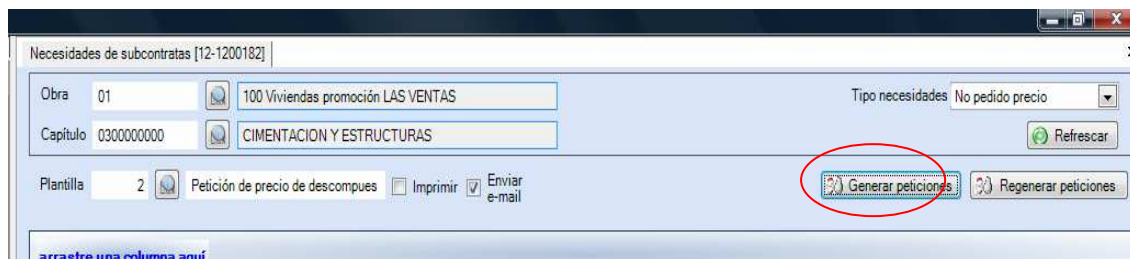 Necesidades de subcontratas [12-1200182]
Obra 01 100 Viviendas promoción LAS VENTAS Tipo necesidades No pedido precio
Capítulo 0300000000 CIMENTACION Y ESTRUCTURAS Refrescar
Plantilla 2 Petición de precio de descompues Imprimir Enviar e-mail Generar peticiones Regenerar peticiones
arrastre una columna aquí